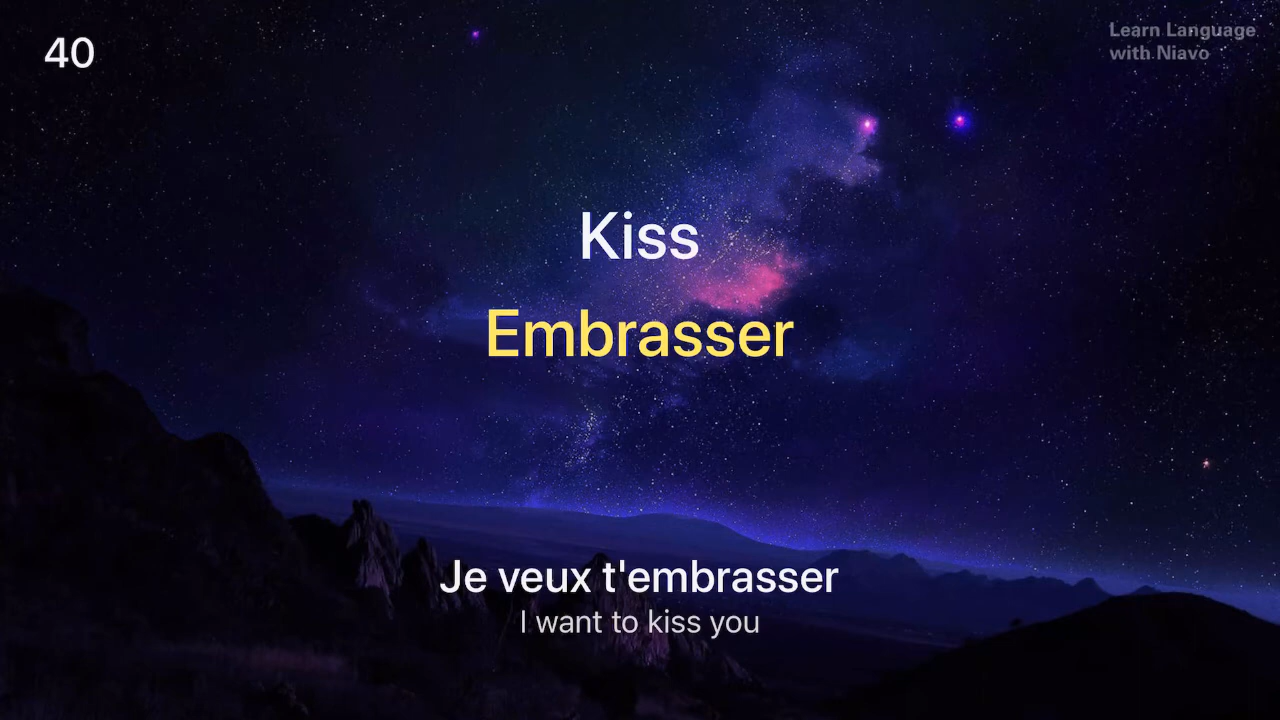 40
Learn Language
with Niavo
Kiss
Embrasser
Je veux t'embrasser
I want to kiss you